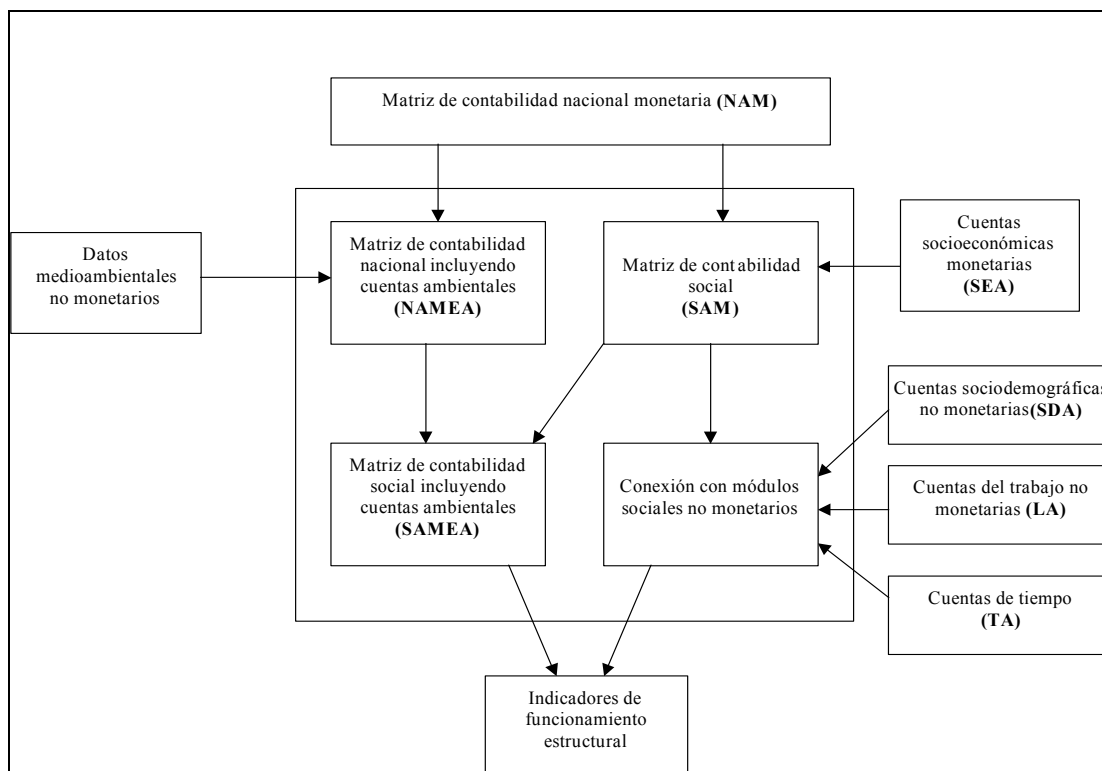 Matriz de contabilidad nacional monetaria (NAM)
Datos
medioambientales
no monetarios
Matriz de contabilidad
nacional incluyendo
cuentas ambientales
(NAMEA)
Matriz de contabilidad
social
(SAM)
Cuentas
socioeconómicas
monetarias
(SEA)
Matriz de contabilidad
social incluyendo
cuentas ambientales
(SAMEA)
Conexión con módulos
sociales no monetarios
Cuentas sociodemográficas
no monetarias(SDA)
Cuentas del trabajo no
monetarias (LA)
Cuentas de tiempo
(TA)
Indicadores de
funcionamiento
estructural